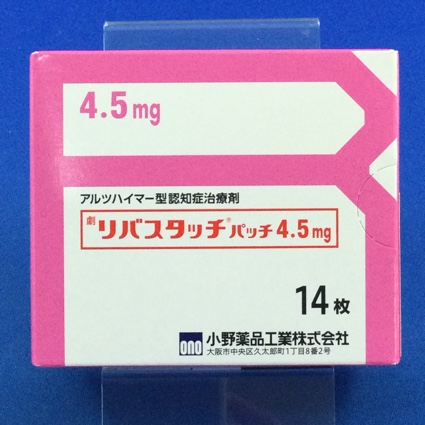 4.5mg
アルツハイマー型認知症治療剤
劇 リバスタッチ® パッチ 4.5mg
14枚
ono 小野薬品工業株式会社
大阪市中央区久太郎町1丁目8番2号